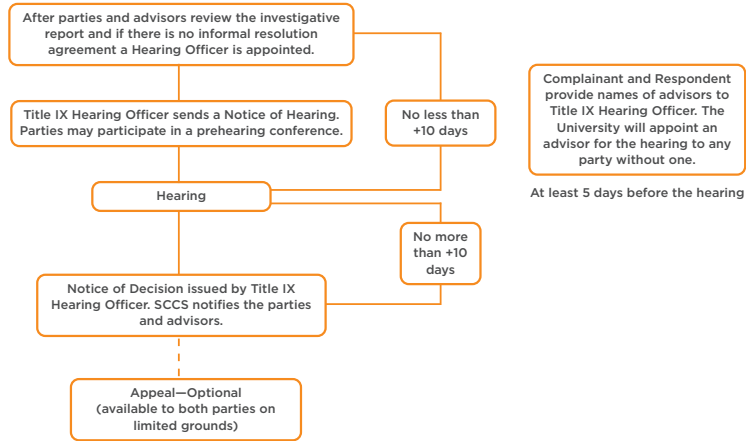 After parties and advisors review the investigative
report and if there is no informal resolution
agreement a Hearing Officer is appointed.
Title IX Hearing Officer sends a Notice of Hearing.
Parties may participate in a prehearing conference.
No less than
+10 days
Hearing
No more
than +10
days
Notice of Decision issued by Title IX
Hearing Officer. SCCS notifies the parties
and advisors.
Appeal—Optional
(available to both parties on
limited grounds)
Complainant and Respondent
provide names of advisors to
Title IX Hearing Officer. The
University will appoint an
advisor for the hearing to any
party without one.
At least 5 days before the hearing